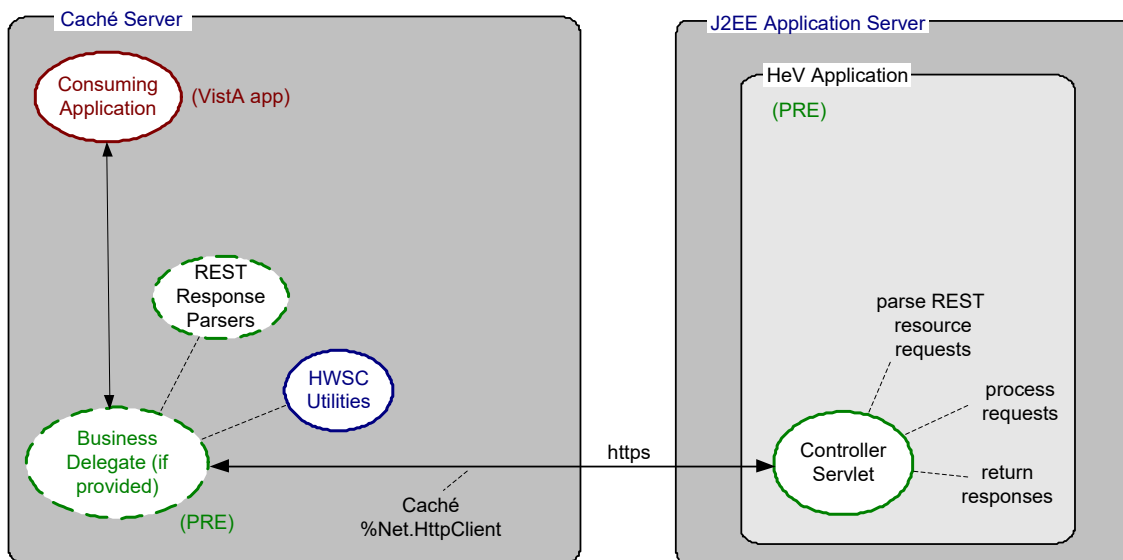 Caché Server
Consuming
Application
(VistA app)
REST
Response
Parsers
HWSC
Utilities
Business
Delegate (if
provided)
(PRE)
Caché
%Net.HttpClient
https
J2EE Application Server
HeV Application
(PRE)
parse REST
resource
requests
process
requests
Controller
Servlet
return
responses